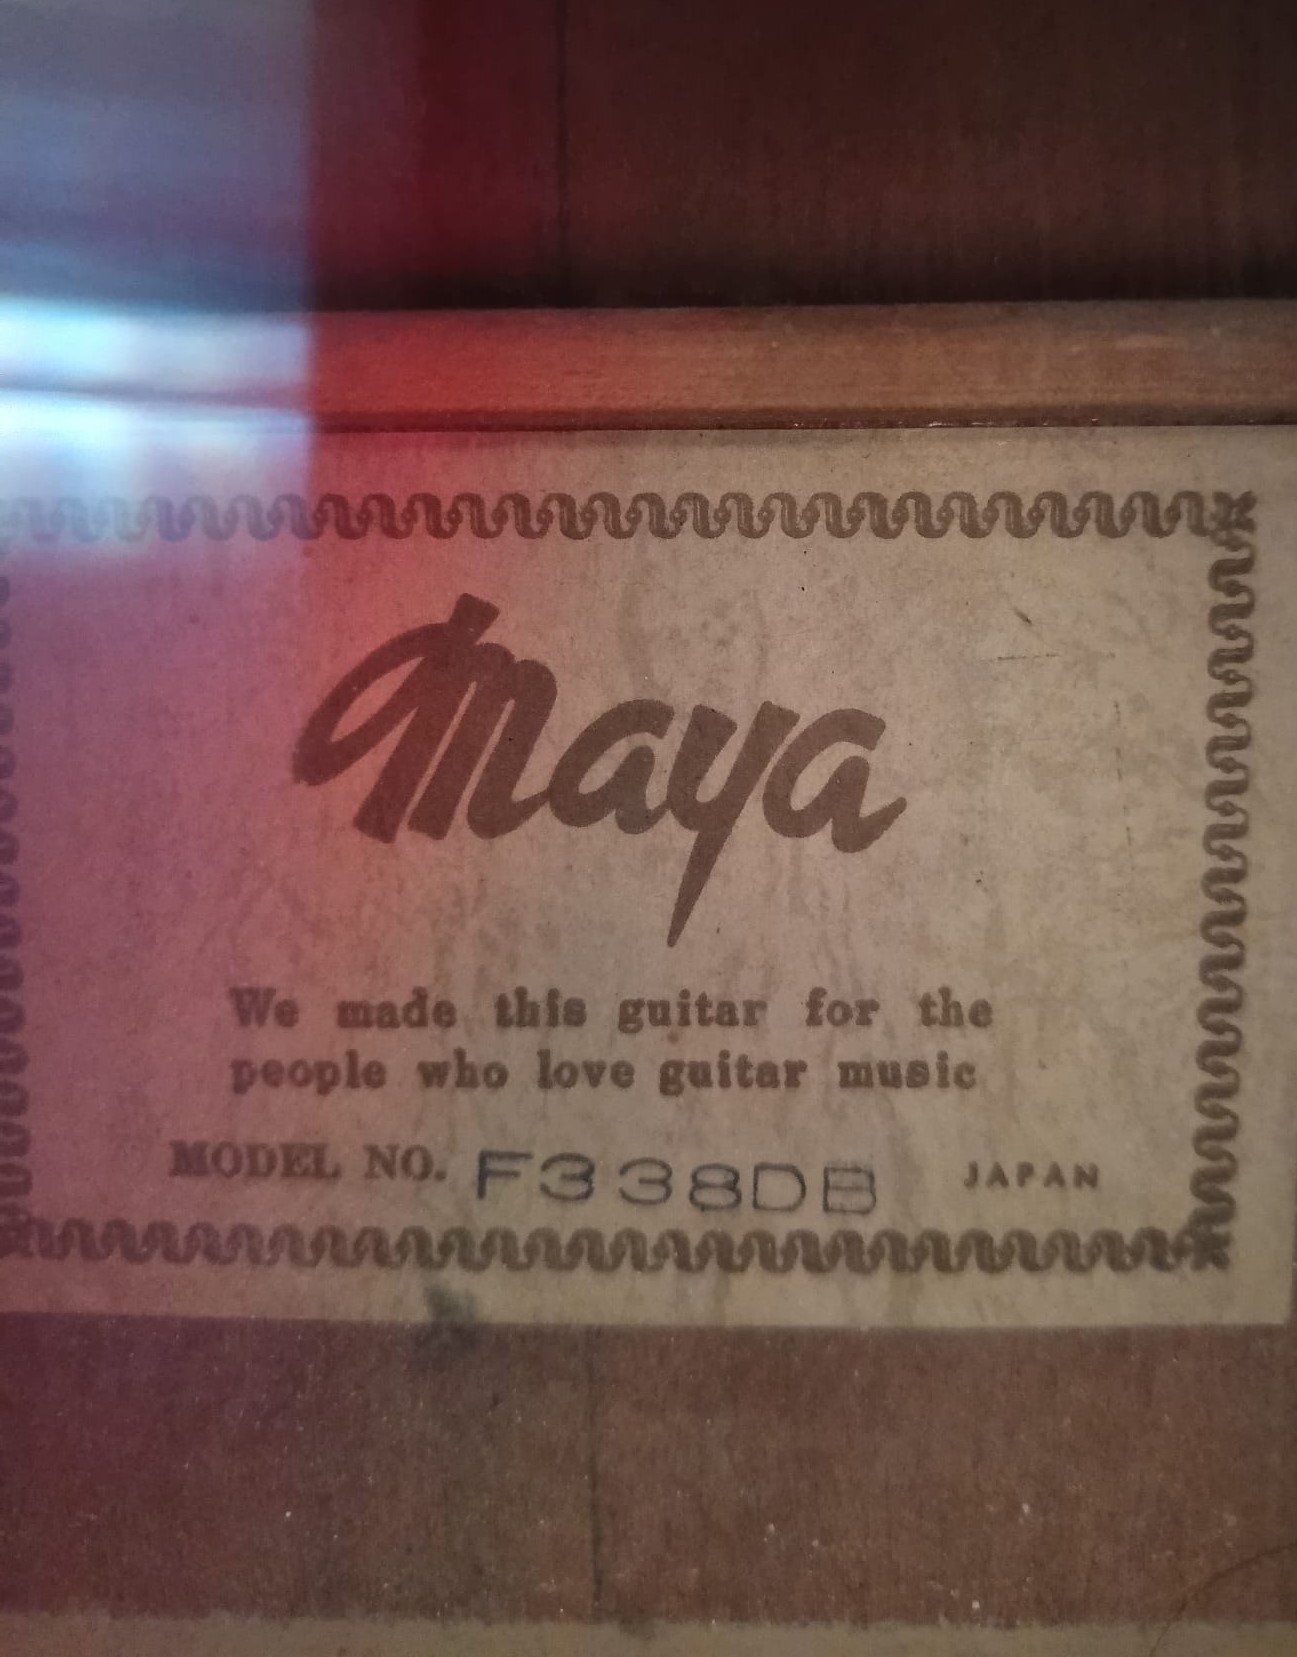 Maya
We made this guitar for the
people who love guitar music
MODEL NO. F338DB JAPAN